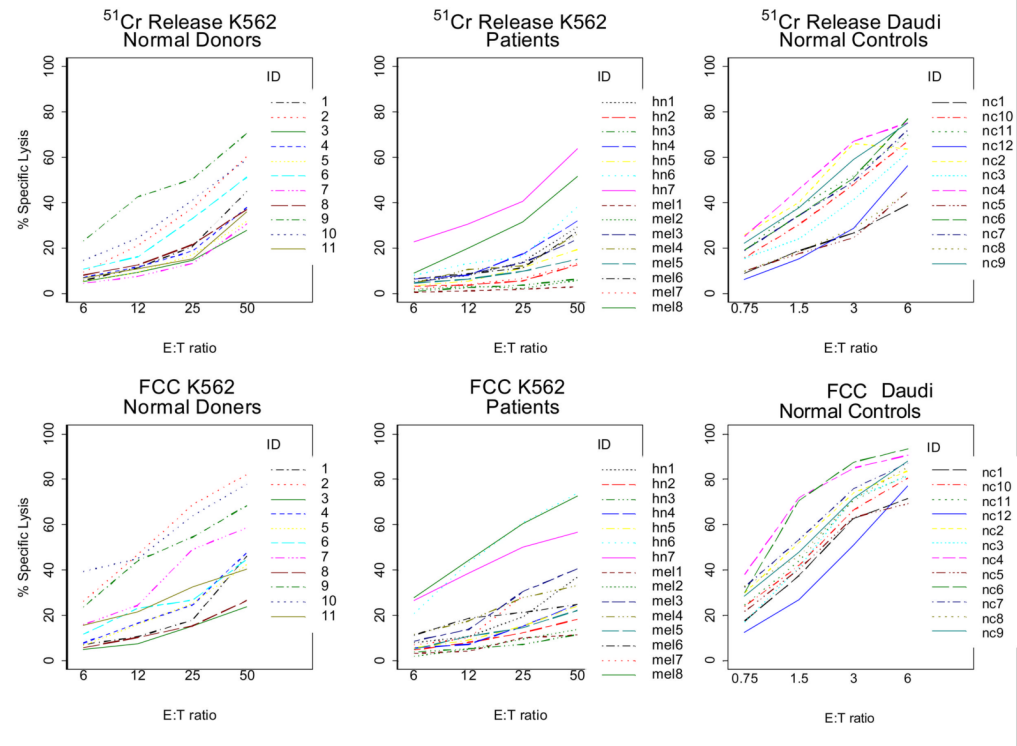 ⁵¹Cr Release K562
Normal Donors
% Specific Lysis
100
80
60
40
20
0
ID
1
2
3
4
5
6
7
8
9
10
11
6 12 25 50
E:T ratio
⁵¹Cr Release K562
Patients
100
80
60
40
20
0
ID
hn1
hn2
hn3
hn4
hn5
hn6
hn7
mel1
mel2
mel3
mel4
mel5
mel6
mel7
mel8
6 12 25 50
E:T ratio
⁵¹Cr Release Daudi
Normal Controls
100
80
60
40
20
0
ID
nc1
nc10
nc11
nc12
nc2
nc3
nc4
nc5
nc6
nc7
nc8
nc9
0.75 1.5 3 6
E:T ratio
FCC K562
Normal Doners
% Specific Lysis
100
80
60
40
20
0
ID
1
2
3
4
5
6
7
8
9
10
11
6 12 25 50
E:T ratio
FCC K562
Patients
100
80
60
40
20
0
ID
hn1
hn2
hn3
hn4
hn5
hn6
hn7
mel1
mel2
mel3
mel4
mel5
mel6
mel7
mel8
6 12 25 50
E:T ratio
FCC Daudi
Normal Controls
100
80
60
40
20
0
ID
nc1
nc10
nc11
nc12
nc2
nc3
nc4
nc5
nc6
nc7
nc8
nc9
0.75 1.5 3 6
E:T ratio